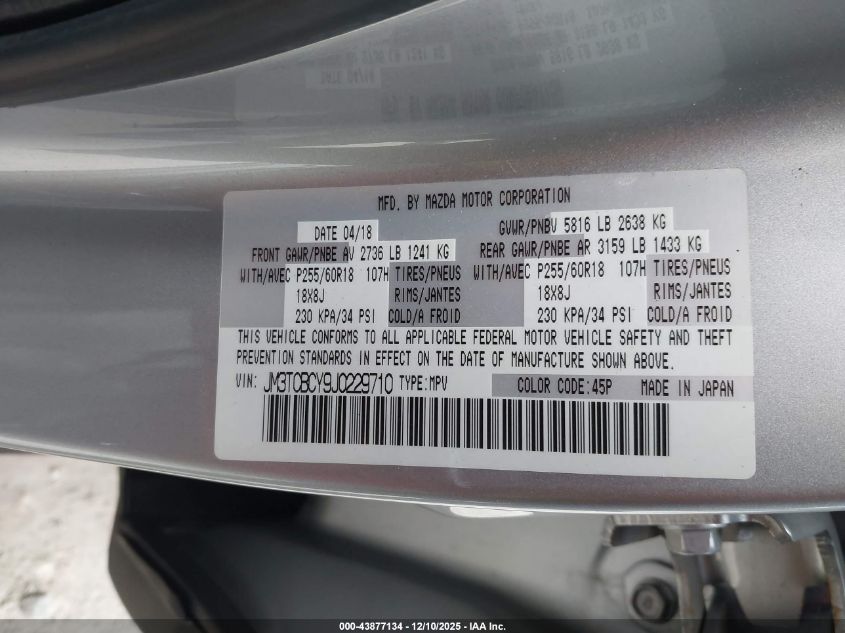 MFD. BY MAZDA MOTOR CORPORATION
DATE 04/18 GVWR/PNBV 5816 LB 2638 KG
FRONT GAWR/PNBE AV 2736 LB 1241 KG REAR GAWR/PNBE AR 3159 LB 1433 KG
WITH/AVEC P255/60R18 107H TIRES/PNEUS WITH/AVEC P255/60R18 107H TIRES/PNEUS
18X8J RIMS/JANTES 18X8J RIMS/JANTES
230 KPA/34 PSI COLD/A FROID 230 KPA/34 PSI COLD/A FROID
THIS VEHICLE CONFORMS TO ALL APPLICABLE FEDERAL MOTOR VEHICLE SAFETY AND THEFT
PREVENTION STANDARDS IN EFFECT ON THE DATE OF MANUFACTURE SHOWN ABOVE.
VIN: JM3TCBCY9J0229710 TYPE:MPV COLOR CODE:45P MADE IN JAPAN
000-43877134 - 12/10/2025 - IAA Inc.